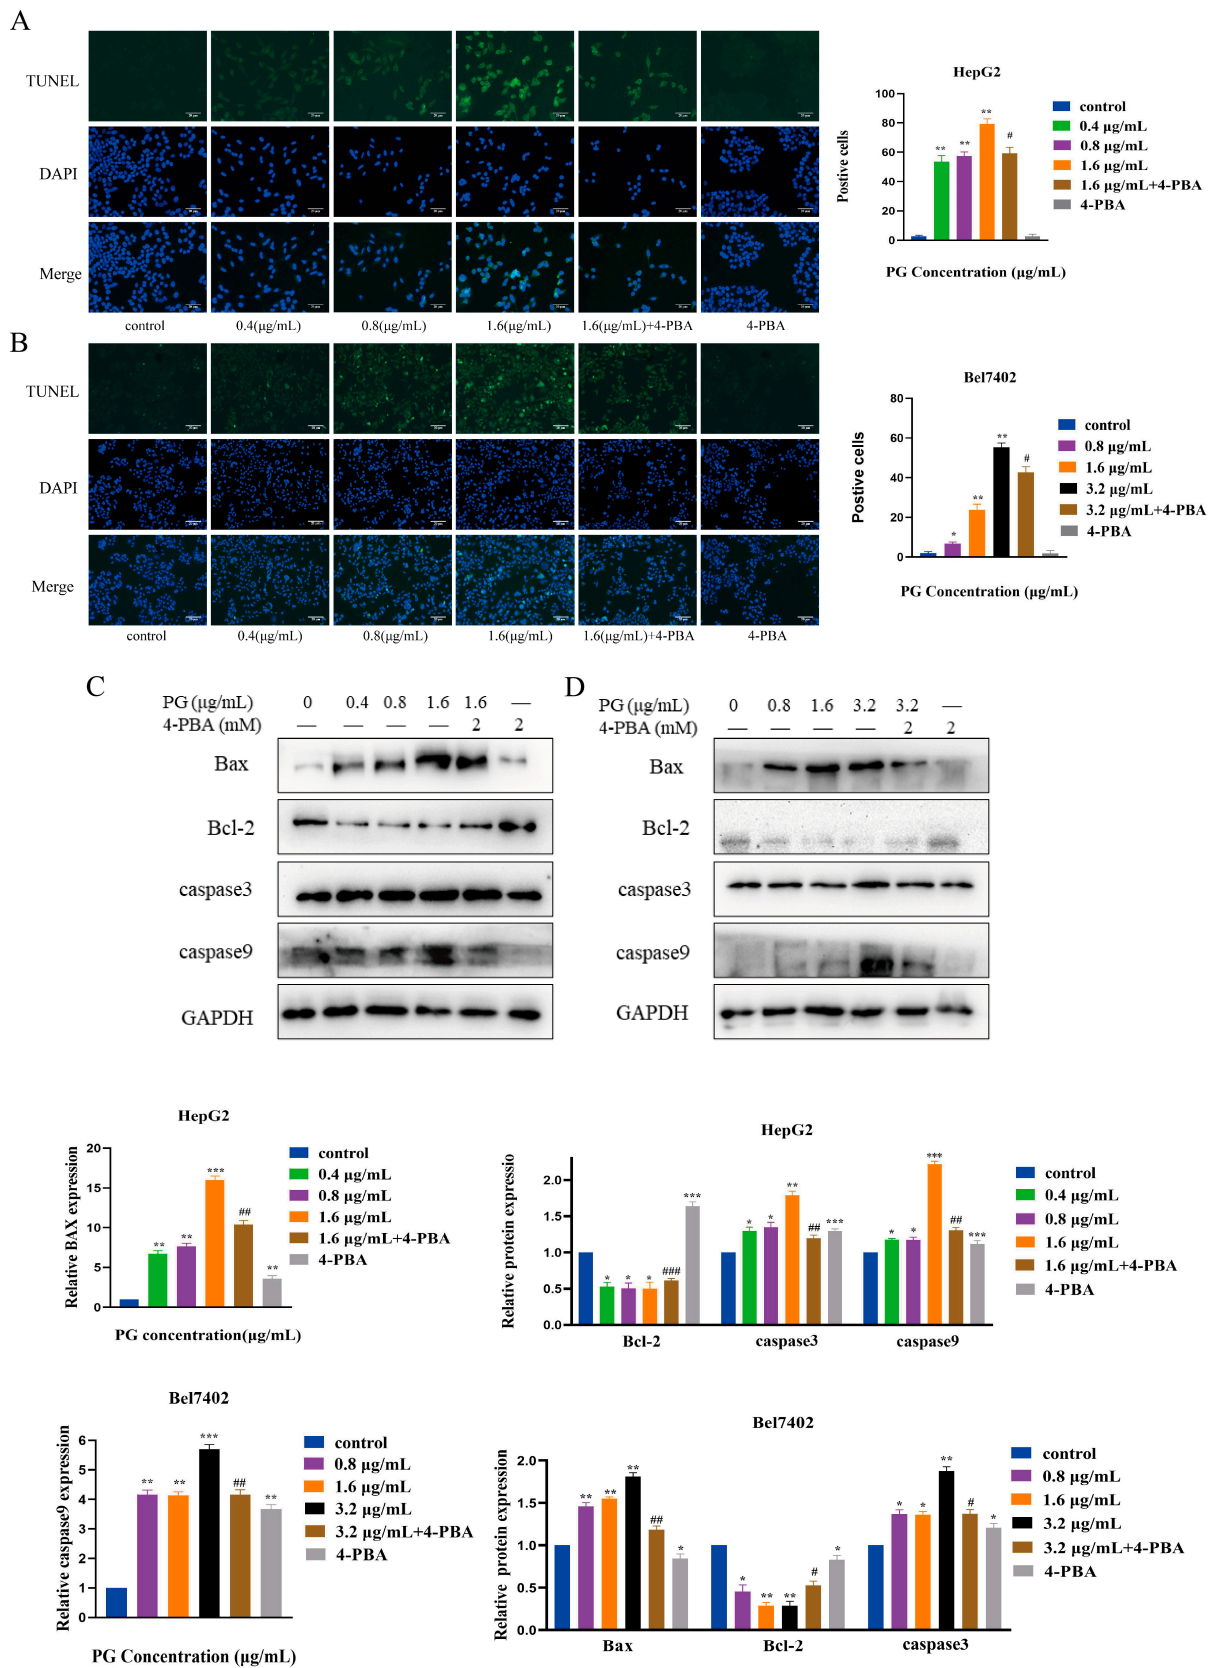 A
TUNEL
DAPI
Merge
control 0.4(μg/mL) 0.8(μg/mL) 1.6(μg/mL) 1.6(μg/mL)+4-PBA 4-PBA
HepG2
Postive cells
100
80
60
40
20
0
** ** ** #
PG Concentration (μg/mL)
control
0.4 μg/mL
0.8 μg/mL
1.6 μg/mL
1.6 μg/mL+4-PBA
4-PBA
B
TUNEL
DAPI
Merge
control 0.4(μg/mL) 0.8(μg/mL) 1.6(μg/mL) 1.6(μg/mL)+4-PBA 4-PBA
Bel7402
Postive cells
80
60
40
20
0
* ** ** #
PG Concentration (μg/mL)
control
0.8 μg/mL
1.6 μg/mL
3.2 μg/mL
3.2 μg/mL+4-PBA
4-PBA
C
PG (μg/mL) 0 0.4 0.8 1.6 1.6 —
4-PBA (mM) — — — — 2 2
Bax
Bcl-2
caspase3
caspase9
GAPDH
D
PG (μg/mL) 0 0.8 1.6 3.2 3.2 —
4-PBA (mM) — — — — 2 2
Bax
Bcl-2
caspase3
caspase9
GAPDH
HepG2
Relative BAX expression
20
15
10
5
0
** ** *** ## **
PG concentration(μg/mL)
control
0.4 μg/mL
0.8 μg/mL
1.6 μg/mL
1.6 μg/mL+4-PBA
4-PBA
HepG2
Relative protein expressio
2.0
1.5
1.0
0.5
0.0
* * * ### *** * * ** ## *** * * *** ## ***
Bcl-2 caspase3 caspase9
control
0.4 μg/mL
0.8 μg/mL
1.6 μg/mL
1.6 μg/mL+4-PBA
4-PBA
Bel7402
Relative caspase9 expression
6
5
4
3
2
1
0
** ** *** ## **
PG Concentration (μg/mL)
control
0.8 μg/mL
1.6 μg/mL
3.2 μg/mL
3.2 μg/mL+4-PBA
4-PBA
Bel7402
Relative protein expression
2.0
1.5
1.0
0.5
0.0
** ** ** ## * * ** ** # * * * ** # *
Bax Bcl-2 caspase3
control
0.8 μg/mL
1.6 μg/mL
3.2 μg/mL
3.2 μg/mL+4-PBA
4-PBA